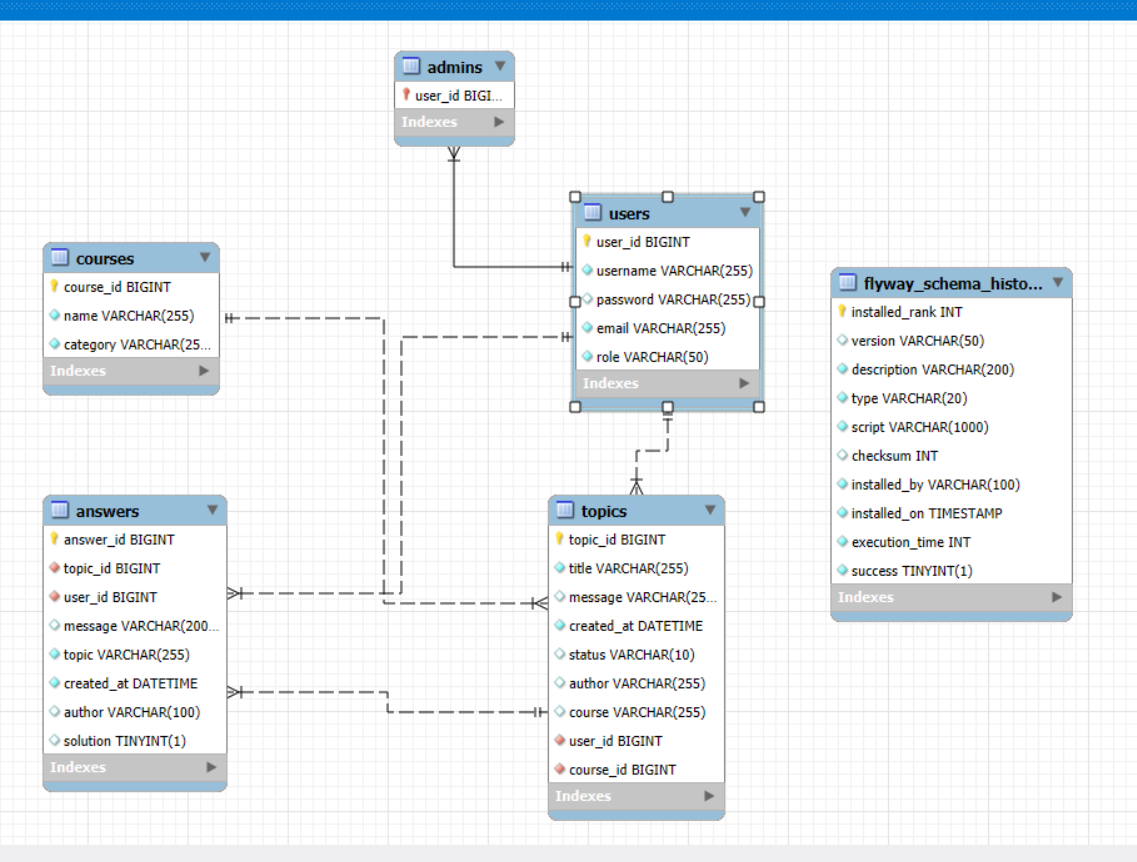 admins
user_id BIGI...
Indexes
users
user_id BIGINT
username VARCHAR(255)
password VARCHAR(255)
email VARCHAR(255)
role VARCHAR(50)
Indexes
courses
course_id BIGINT
name VARCHAR(255)
category VARCHAR(25...
Indexes
flyway_schema_histo...
installed_rank INT
version VARCHAR(50)
description VARCHAR(200)
type VARCHAR(20)
script VARCHAR(1000)
checksum INT
installed_by VARCHAR(100)
installed_on TIMESTAMP
execution_time INT
success TINYINT(1)
Indexes
answers
answer_id BIGINT
topic_id BIGINT
user_id BIGINT
message VARCHAR(200...
topic VARCHAR(255)
created_at DATETIME
author VARCHAR(100)
solution TINYINT(1)
Indexes
topics
topic_id BIGINT
title VARCHAR(255)
message VARCHAR(25...
created_at DATETIME
status VARCHAR(10)
author VARCHAR(255)
course VARCHAR(255)
user_id BIGINT
course_id BIGINT
Indexes